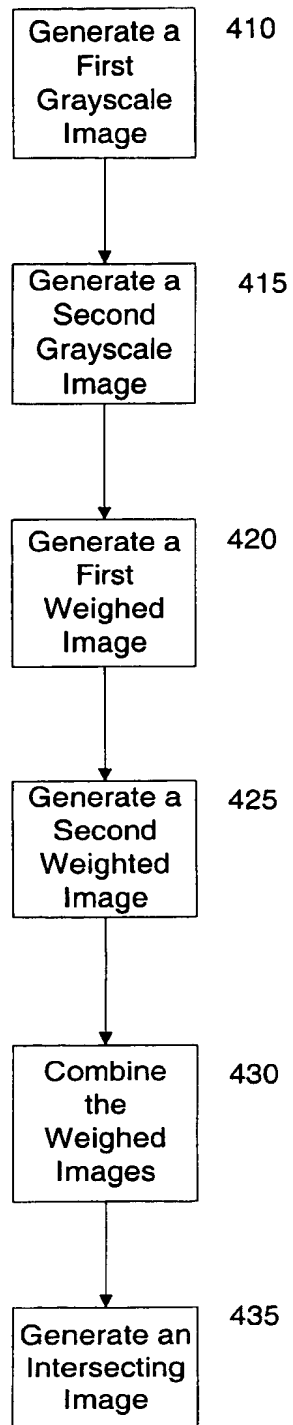 Generate a
First
Grayscale
Image
410
Generate a
Second
Grayscale
Image
415
Generate a
First
Weighed
Image
420
Generate a
Second
Weighted
Image
425
Combine
the
Weighed
Images
430
Generate an
Intersecting
Image
435